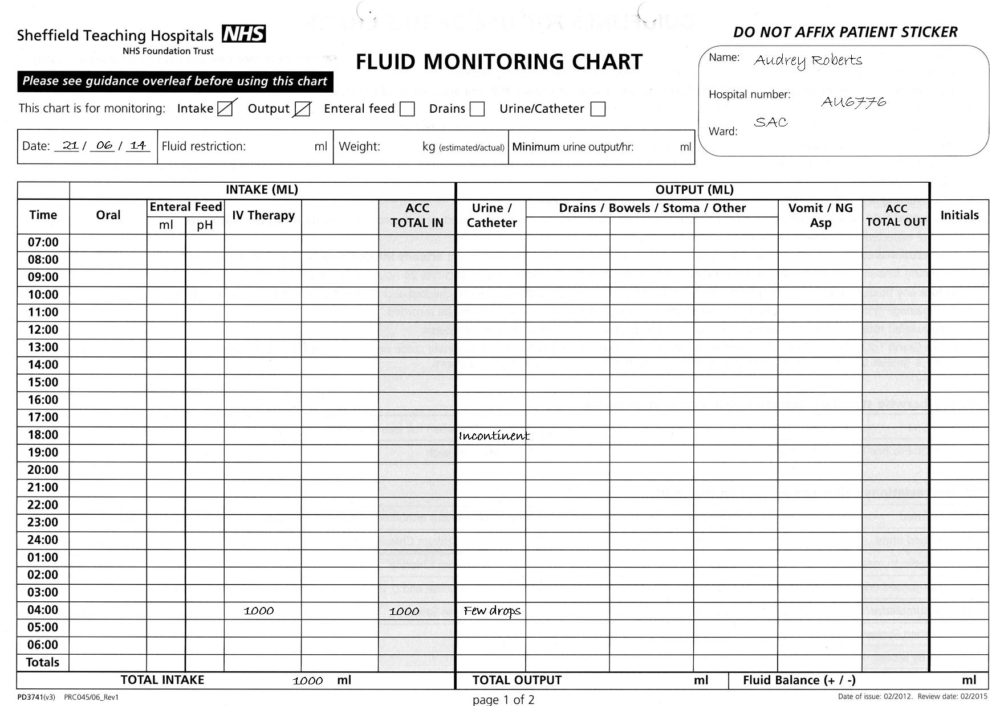 Sheffield Teaching Hospitals NHS
NHS Foundation Trust
DO NOT AFFIX PATIENT STICKER
FLUID MONITORING CHART
Name: Audrey Roberts
Hospital number: AU6776
Ward: SAC
Please see guidance overleaf before using this chart
This chart is for monitoring: Intake Output Enteral feed Drains Urine/Catheter
Date: 21 / 06 / 14 Fluid restriction: ml Weight: kg (estimated/actual) Minimum urine output/hr: ml
INTAKE (ML) OUTPUT (ML)
Time Oral Enteral Feed IV Therapy ACC TOTAL IN Urine / Catheter Drains / Bowels / Stoma / Other Vomit / NG Asp ACC TOTAL OUT Initials
ml pH
07:00
08:00
09:00
10:00
11:00
12:00
13:00
14:00
15:00
16:00
17:00
18:00 Incontinent
19:00
20:00
21:00
22:00
23:00
24:00
01:00
02:00
03:00
04:00 1000 1000 Few drops
05:00
06:00
Totals
TOTAL INTAKE 1000 ml TOTAL OUTPUT ml Fluid Balance (+ / -) ml
PD3741(v3) PRC045/06_Rev1 page 1 of 2 Date of issue: 02/2012. Review date: 02/2015